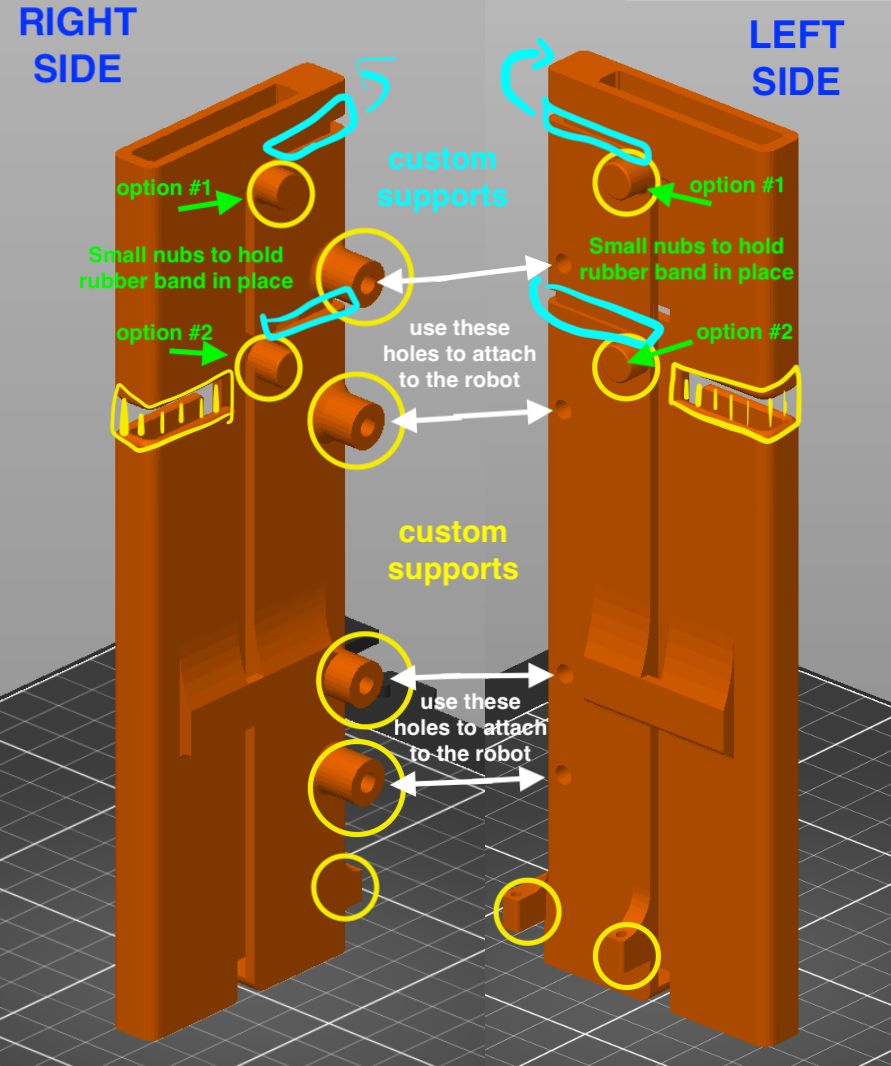 RIGHT
SIDE
LEFT
SIDE
custom
supports
option #1
option #1
Small nubs to hold
rubber band in place
Small nubs to hold
rubber band in place
option #2
option #2
use these
holes to attach
to the robot
custom
supports
use these
holes to attach
to the robot